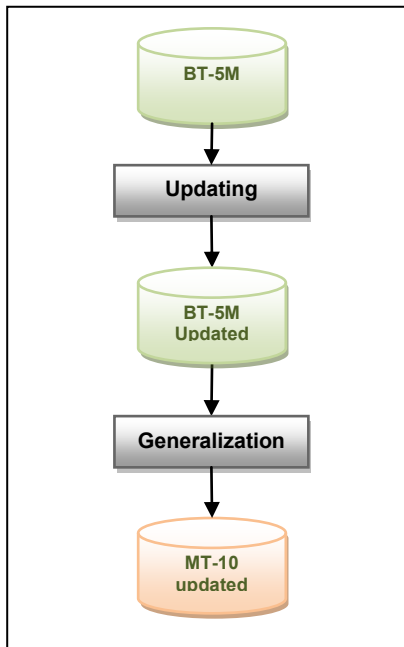 BT-5M
Updating
BT-5M
Updated
Generalization
MT-10
updated